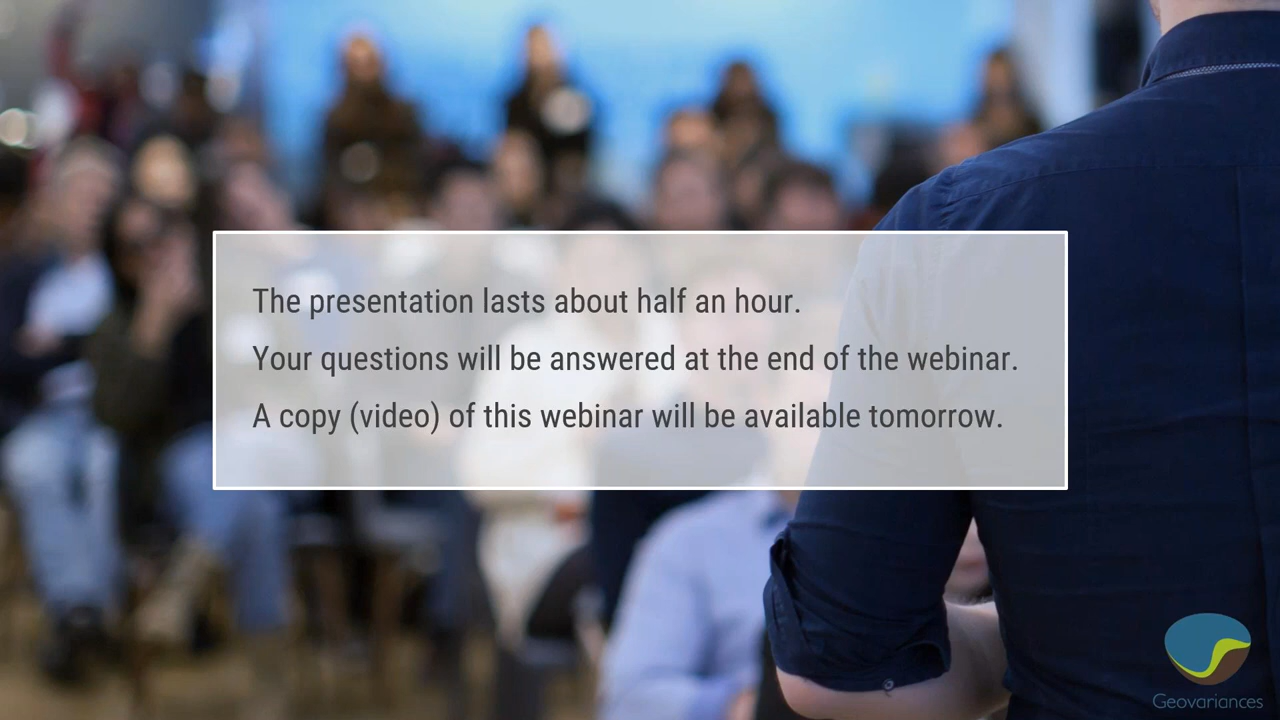 The presentation lasts about half an hour.
Your questions will be answered at the end of the webinar.
A copy (video) of this webinar will be available tomorrow.
Geovariances